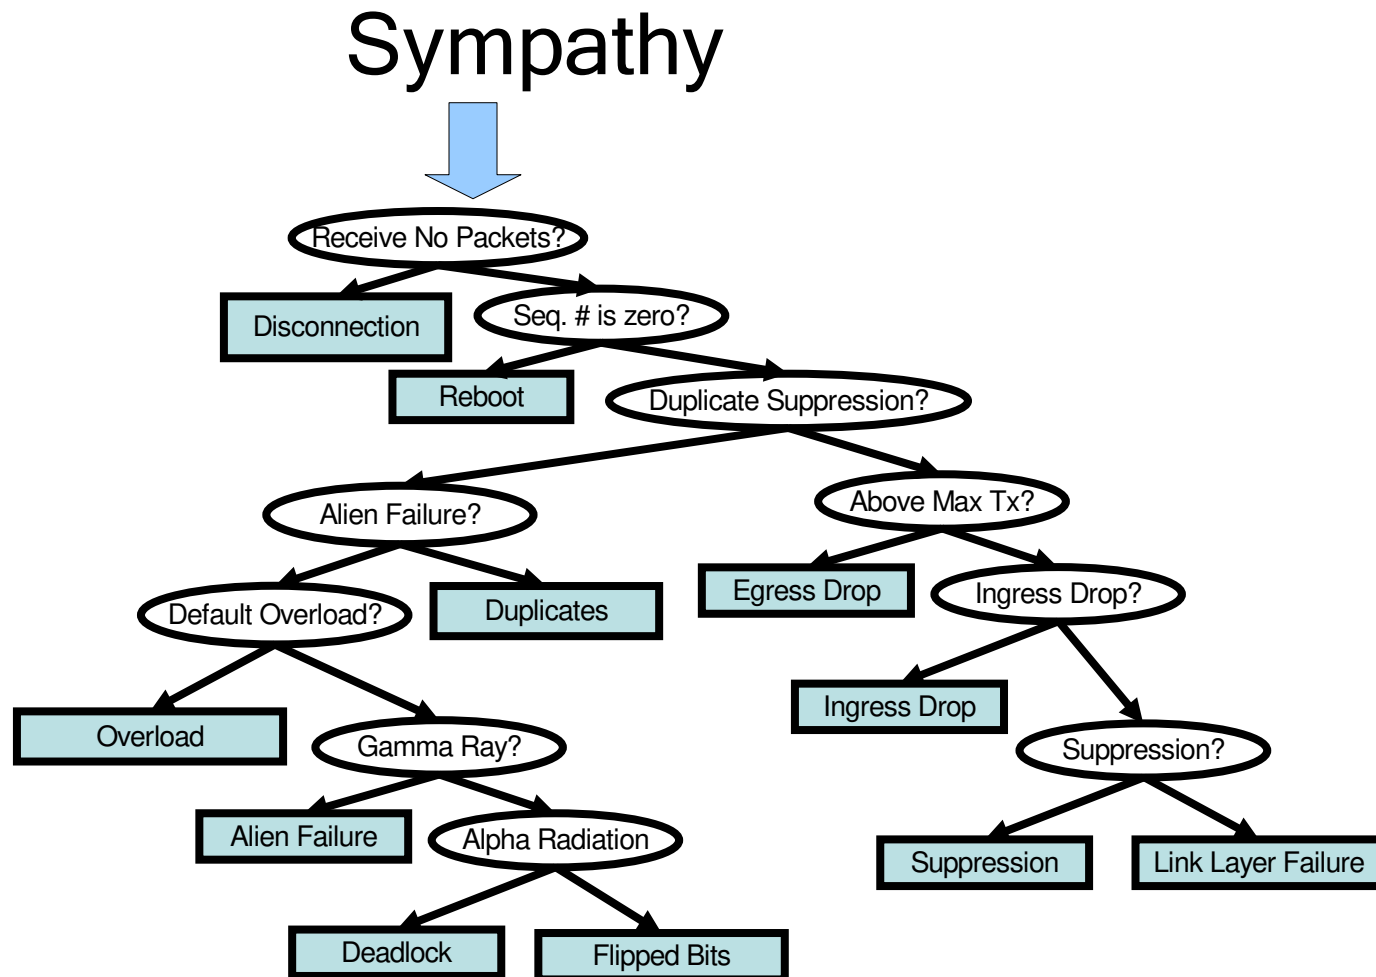 Sympathy
Receive No Packets?
Disconnection
Seq. # is zero?
Reboot
Duplicate Suppression?
Alien Failure?
Above Max Tx?
Default Overload?
Duplicates
Egress Drop
Ingress Drop?
Overload
Gamma Ray?
Ingress Drop
Suppression?
Alien Failure
Alpha Radiation
Suppression
Link Layer Failure
Deadlock
Flipped Bits